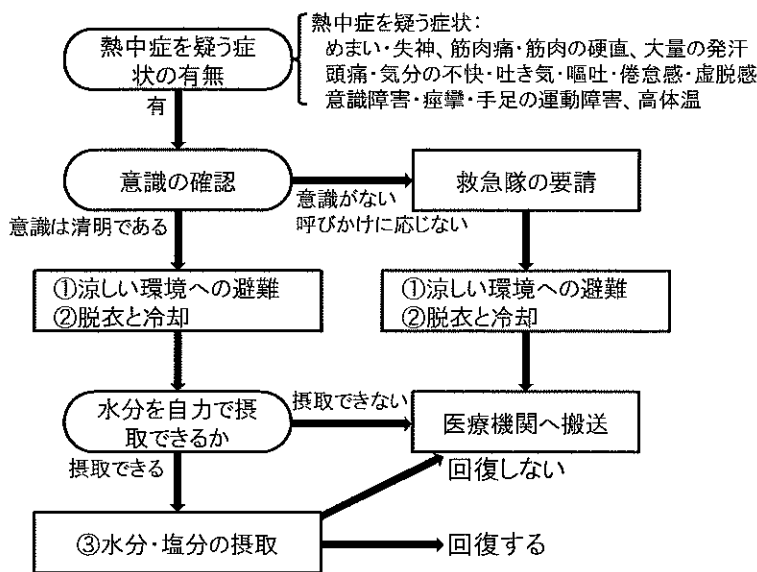 熱中症を疑う症
状の有無
熱中症を疑う症状:
めまい・失神、筋肉痛・筋肉の硬直、大量の発汗
頭痛・気分の不快・吐き気・嘔吐・倦怠感・虚脱感
意識障害・痙攣・手足の運動障害、高体温
有
意識の確認
救急隊の要請
意識がない
呼びかけに応じない
意識は清明である
①涼しい環境への避難
②脱衣と冷却
①涼しい環境への避難
②脱衣と冷却
水分を自力で摂
取できるか
摂取できない
医療機関へ搬送
摂取できる
回復しない
③水分・塩分の摂取
回復する